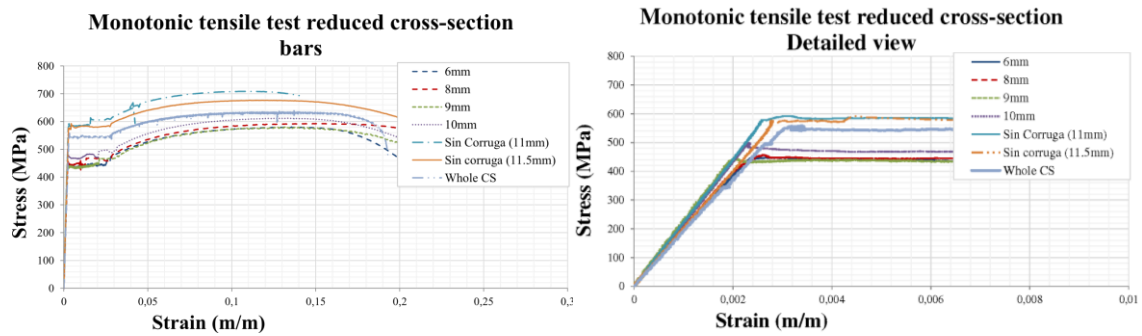 Monotonic tensile test reduced cross-section
bars
800
700
600
500
400
300
200
100
0
Stress (MPa)
0
0,05
0,1
0,15
0,2
0,25
0,3
Strain (m/m)
6mm
8mm
9mm
10mm
Sin Corruga (11mm)
Sin corruga (11.5mm)
Whole CS
Monotonic tensile test reduced cross-section
Detailed view
800
700
600
500
400
300
200
100
0
Stress (MPa)
0
0,002
0,004
0,006
0,008
0,01
Strain (m/m)
6mm
8mm
9mm
10mm
Sin Corruga (11mm)
Sin corruga (11.5mm)
Whole CS